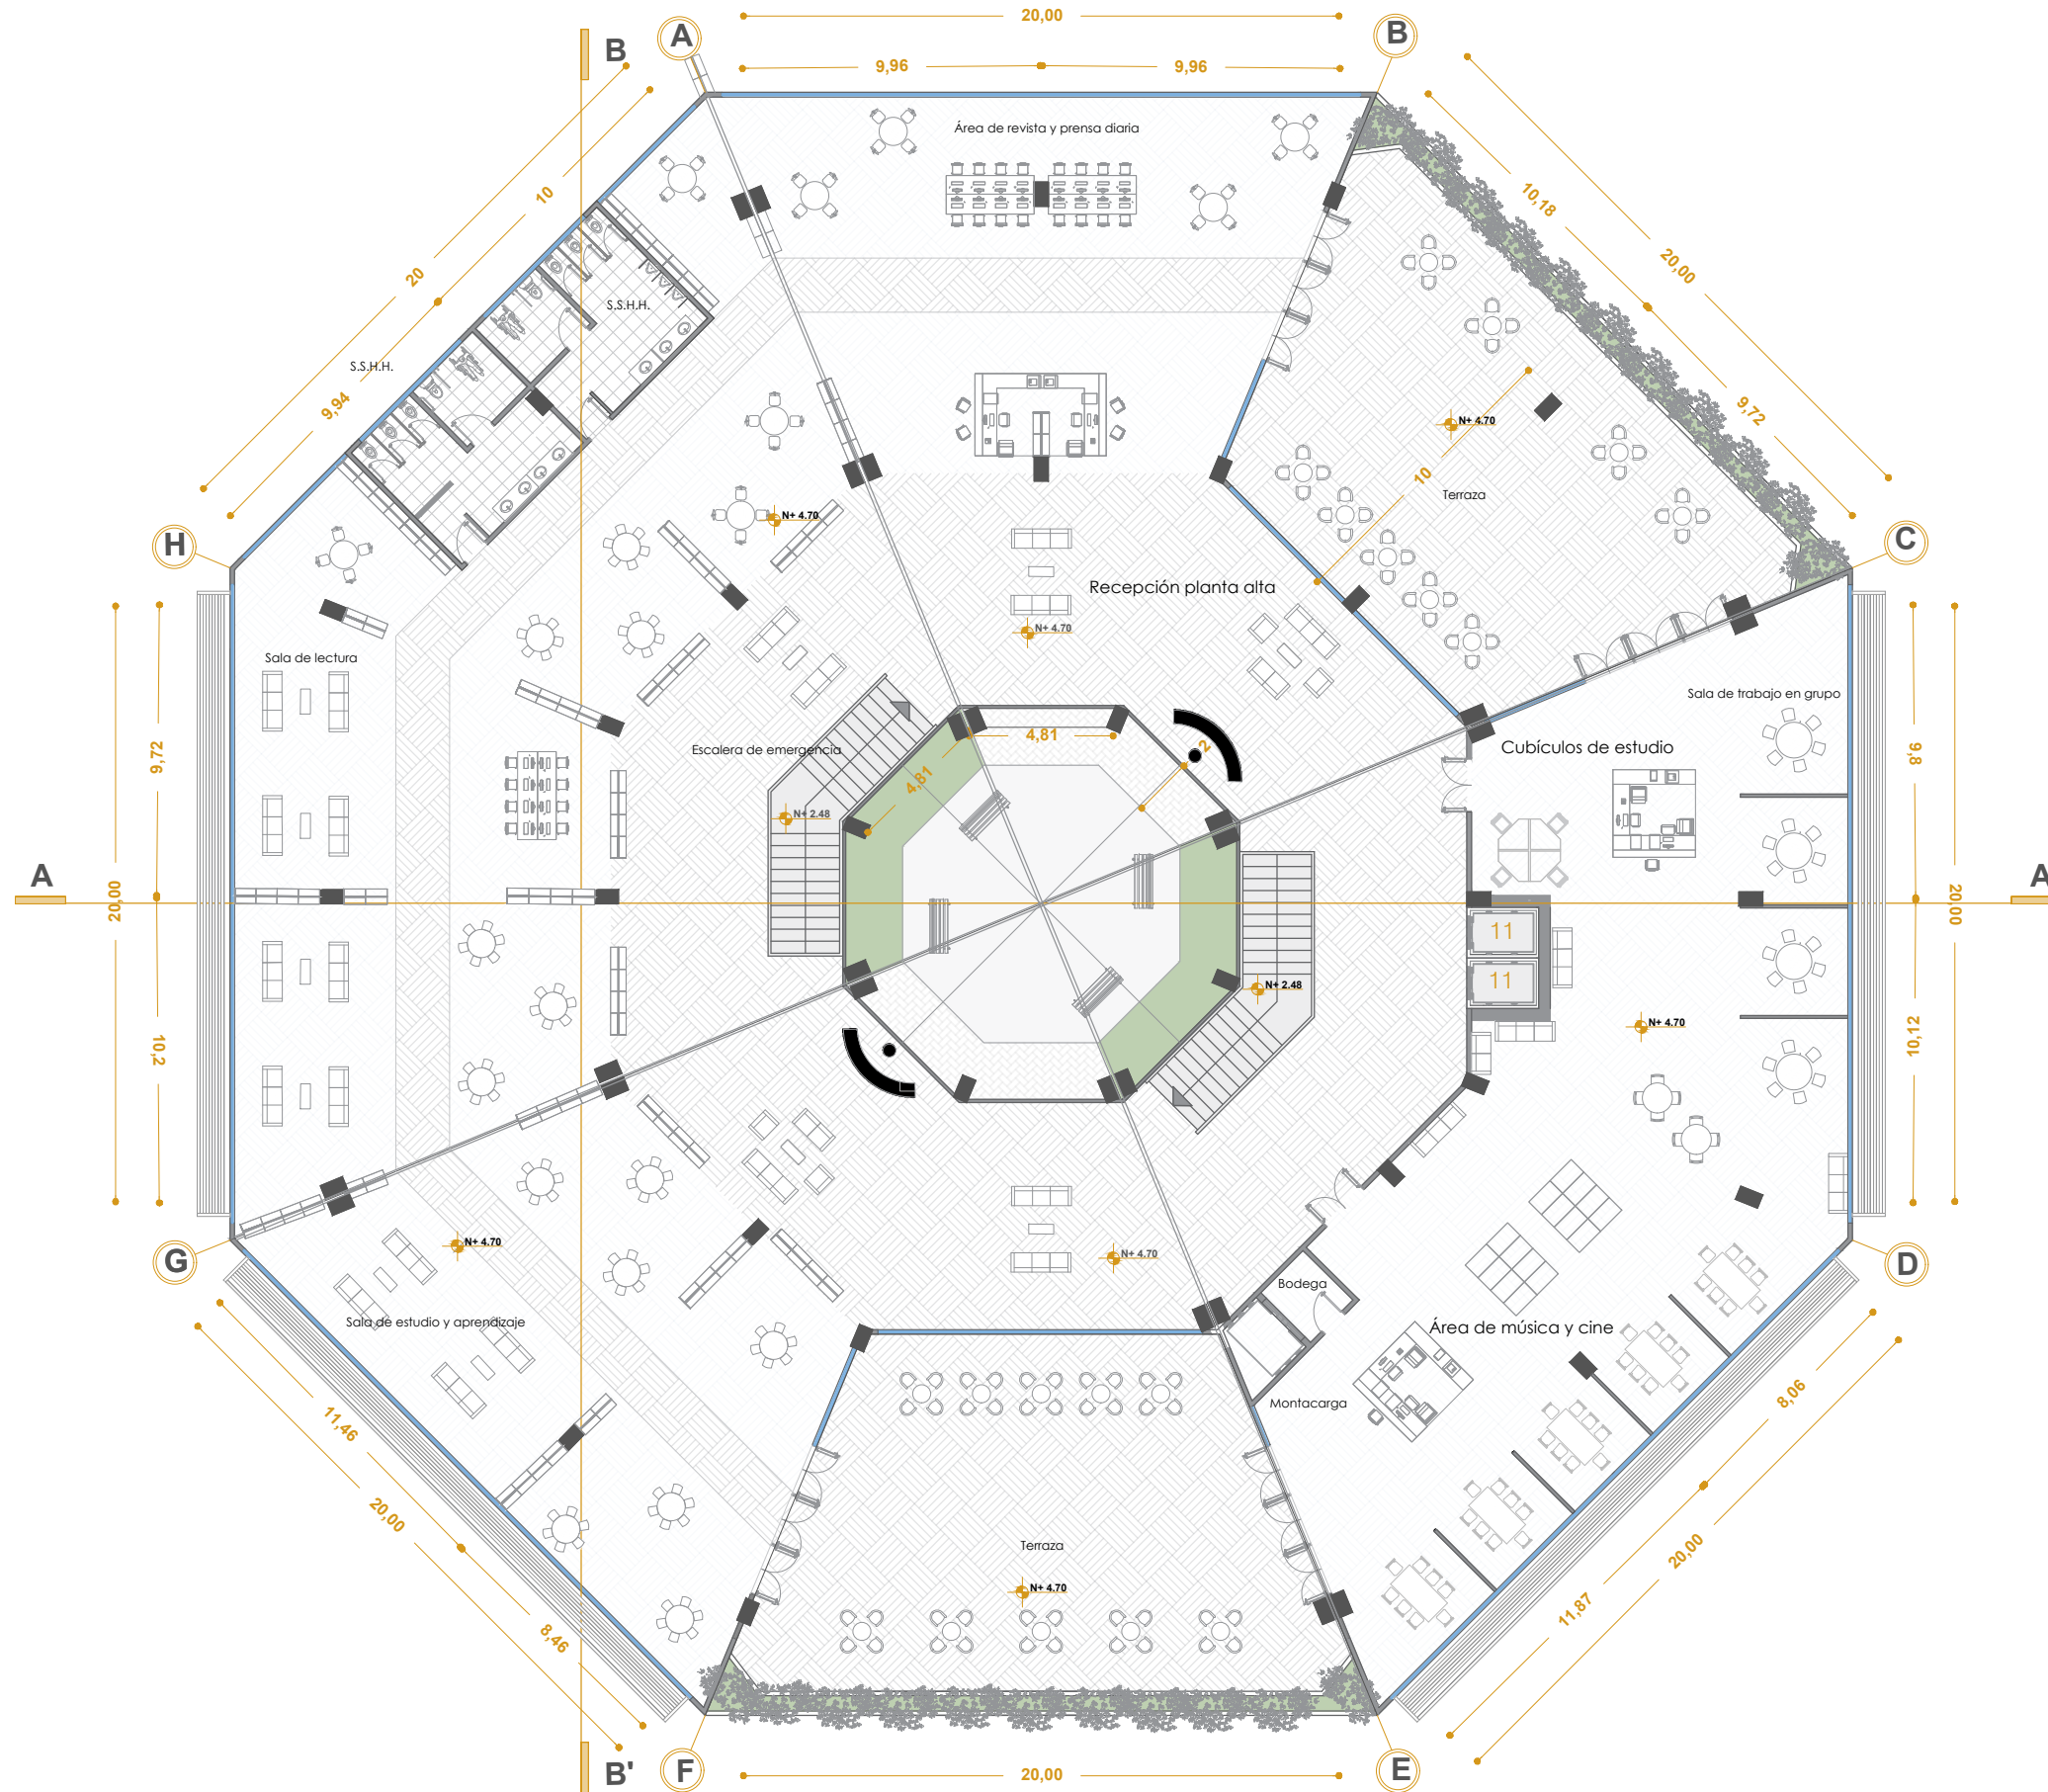 20,00
B
A
B
9,96
9,96
Área de revista y prensa diaria
10
10,18
20,00
20
S.S.H.H.
S.S.H.H.
9,94
9,72
N+ 4.70
10
Terraza
N+ 4.70
H
C
Recepción planta alta
N+ 4.70
Sala de lectura
Sala de trabajo en grupo
Escalera de emergencia
4,81
2
Cubículos de estudio
9,72
4,81
9,8
N+ 2.48
A
20,00
20,00
A
11
11
N+ 2.48
10,2
N+ 4.70
10,12
G
N+ 4.70
N+ 4.70
D
Bodega
Sala de estudio y aprendizaje
Área de música y cine
Montacarga
11,46
8,06
20,00
Terraza
20,00
N+ 4.70
11,87
8,46
B'
F
20,00
E